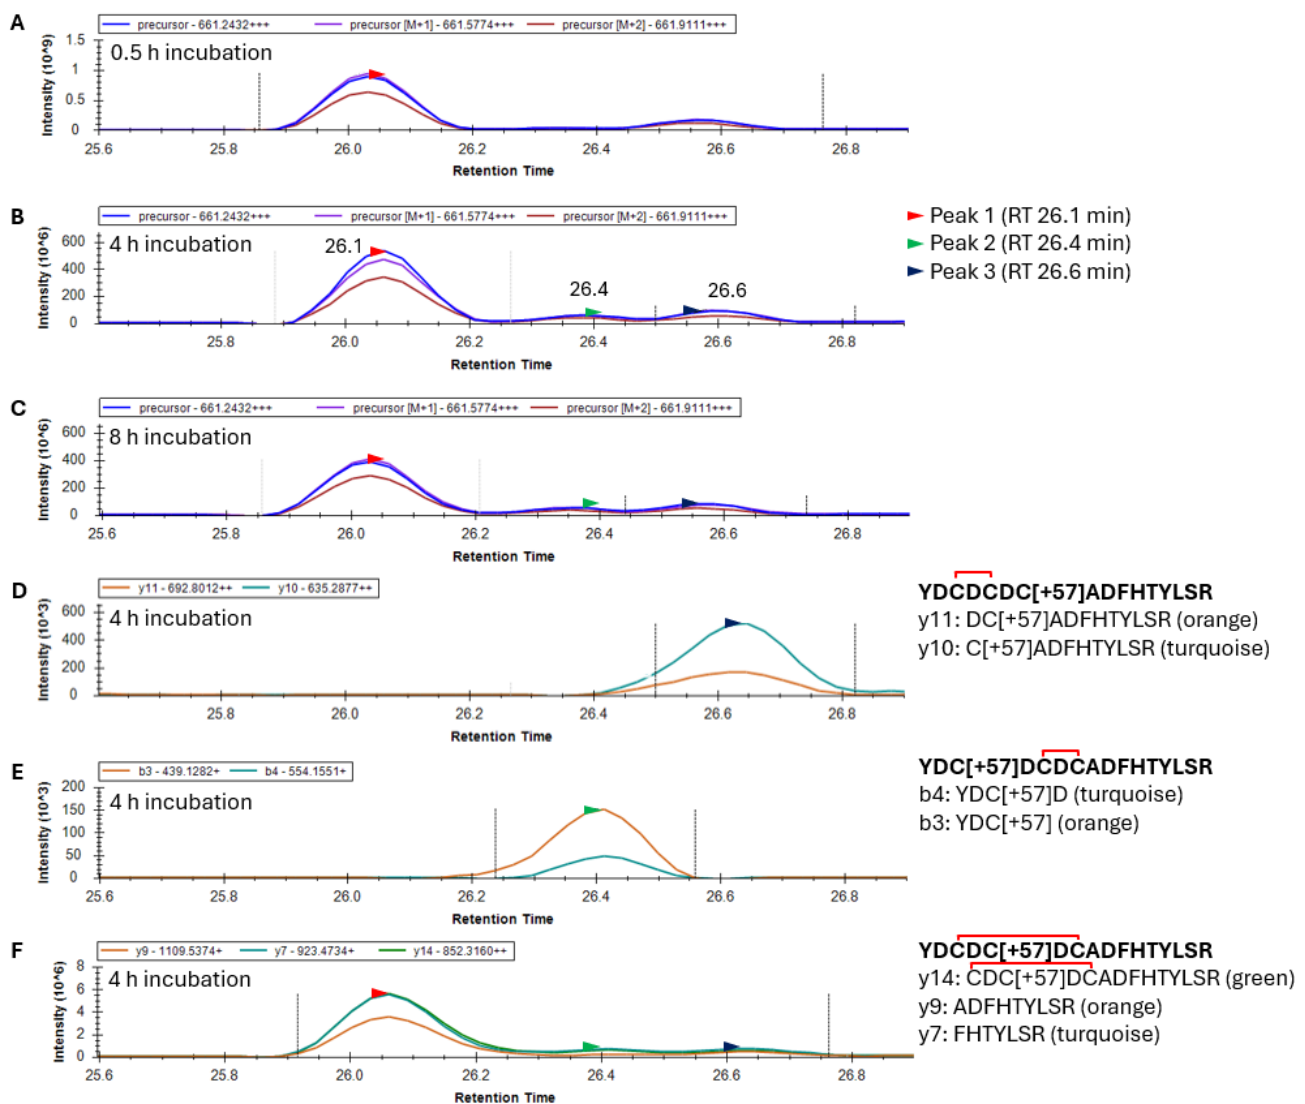 A
precursor - 661.2432+++ precursor [M+1] - 661.5774+++ precursor [M+2] - 661.9111+++
0.5 h incubation
Intensity (10^9)
1.5
1
0.5
0
25.6 25.8 26.0 26.2 26.4 26.6 26.8
Retention Time
B
precursor - 661.2432+++ precursor [M+1] - 661.5774+++ precursor [M+2] - 661.9111+++
4 h incubation
Intensity (10^6)
600
400
200
0
26.1
26.4
26.6
25.8 26.0 26.2 26.4 26.6 26.8
Retention Time
Peak 1 (RT 26.1 min)
Peak 2 (RT 26.4 min)
Peak 3 (RT 26.6 min)
C
precursor - 661.2432+++ precursor [M+1] - 661.5774+++ precursor [M+2] - 661.9111+++
8 h incubation
Intensity (10^6)
600
400
200
0
25.6 25.8 26.0 26.2 26.4 26.6 26.8
Retention Time
D
y11 - 692.8012++ y10 - 635.2877++
4 h incubation
Intensity (10^3)
600
400
200
0
25.8 26.0 26.2 26.4 26.6 26.8
Retention Time
YDCDCDC[+57]ADFHTYLSR
y11: DC[+57]ADFHTYLSR (orange)
y10: C[+57]ADFHTYLSR (turquoise)
E
b3 - 439.1282+ b4 - 554.1551+
4 h incubation
Intensity (10^3)
200
150
100
50
0
25.6 25.8 26.0 26.2 26.4 26.6 26.8
Retention Time
YDC[+57]DCDCADFHTYLSR
b4: YDC[+57]D (turquoise)
b3: YDC[+57] (orange)
F
y9 - 1109.5374+ y7 - 923.4734+ y14 - 852.3160++
4 h incubation
Intensity (10^6)
8
6
4
2
0
25.6 25.8 26.0 26.2 26.4 26.6 26.8
Retention Time
YDCDC[+57]DCADFHTYLSR
y14: CDC[+57]DCADFHTYLSR (green)
y9: ADFHTYLSR (orange)
y7: FHTYLSR (turquoise)